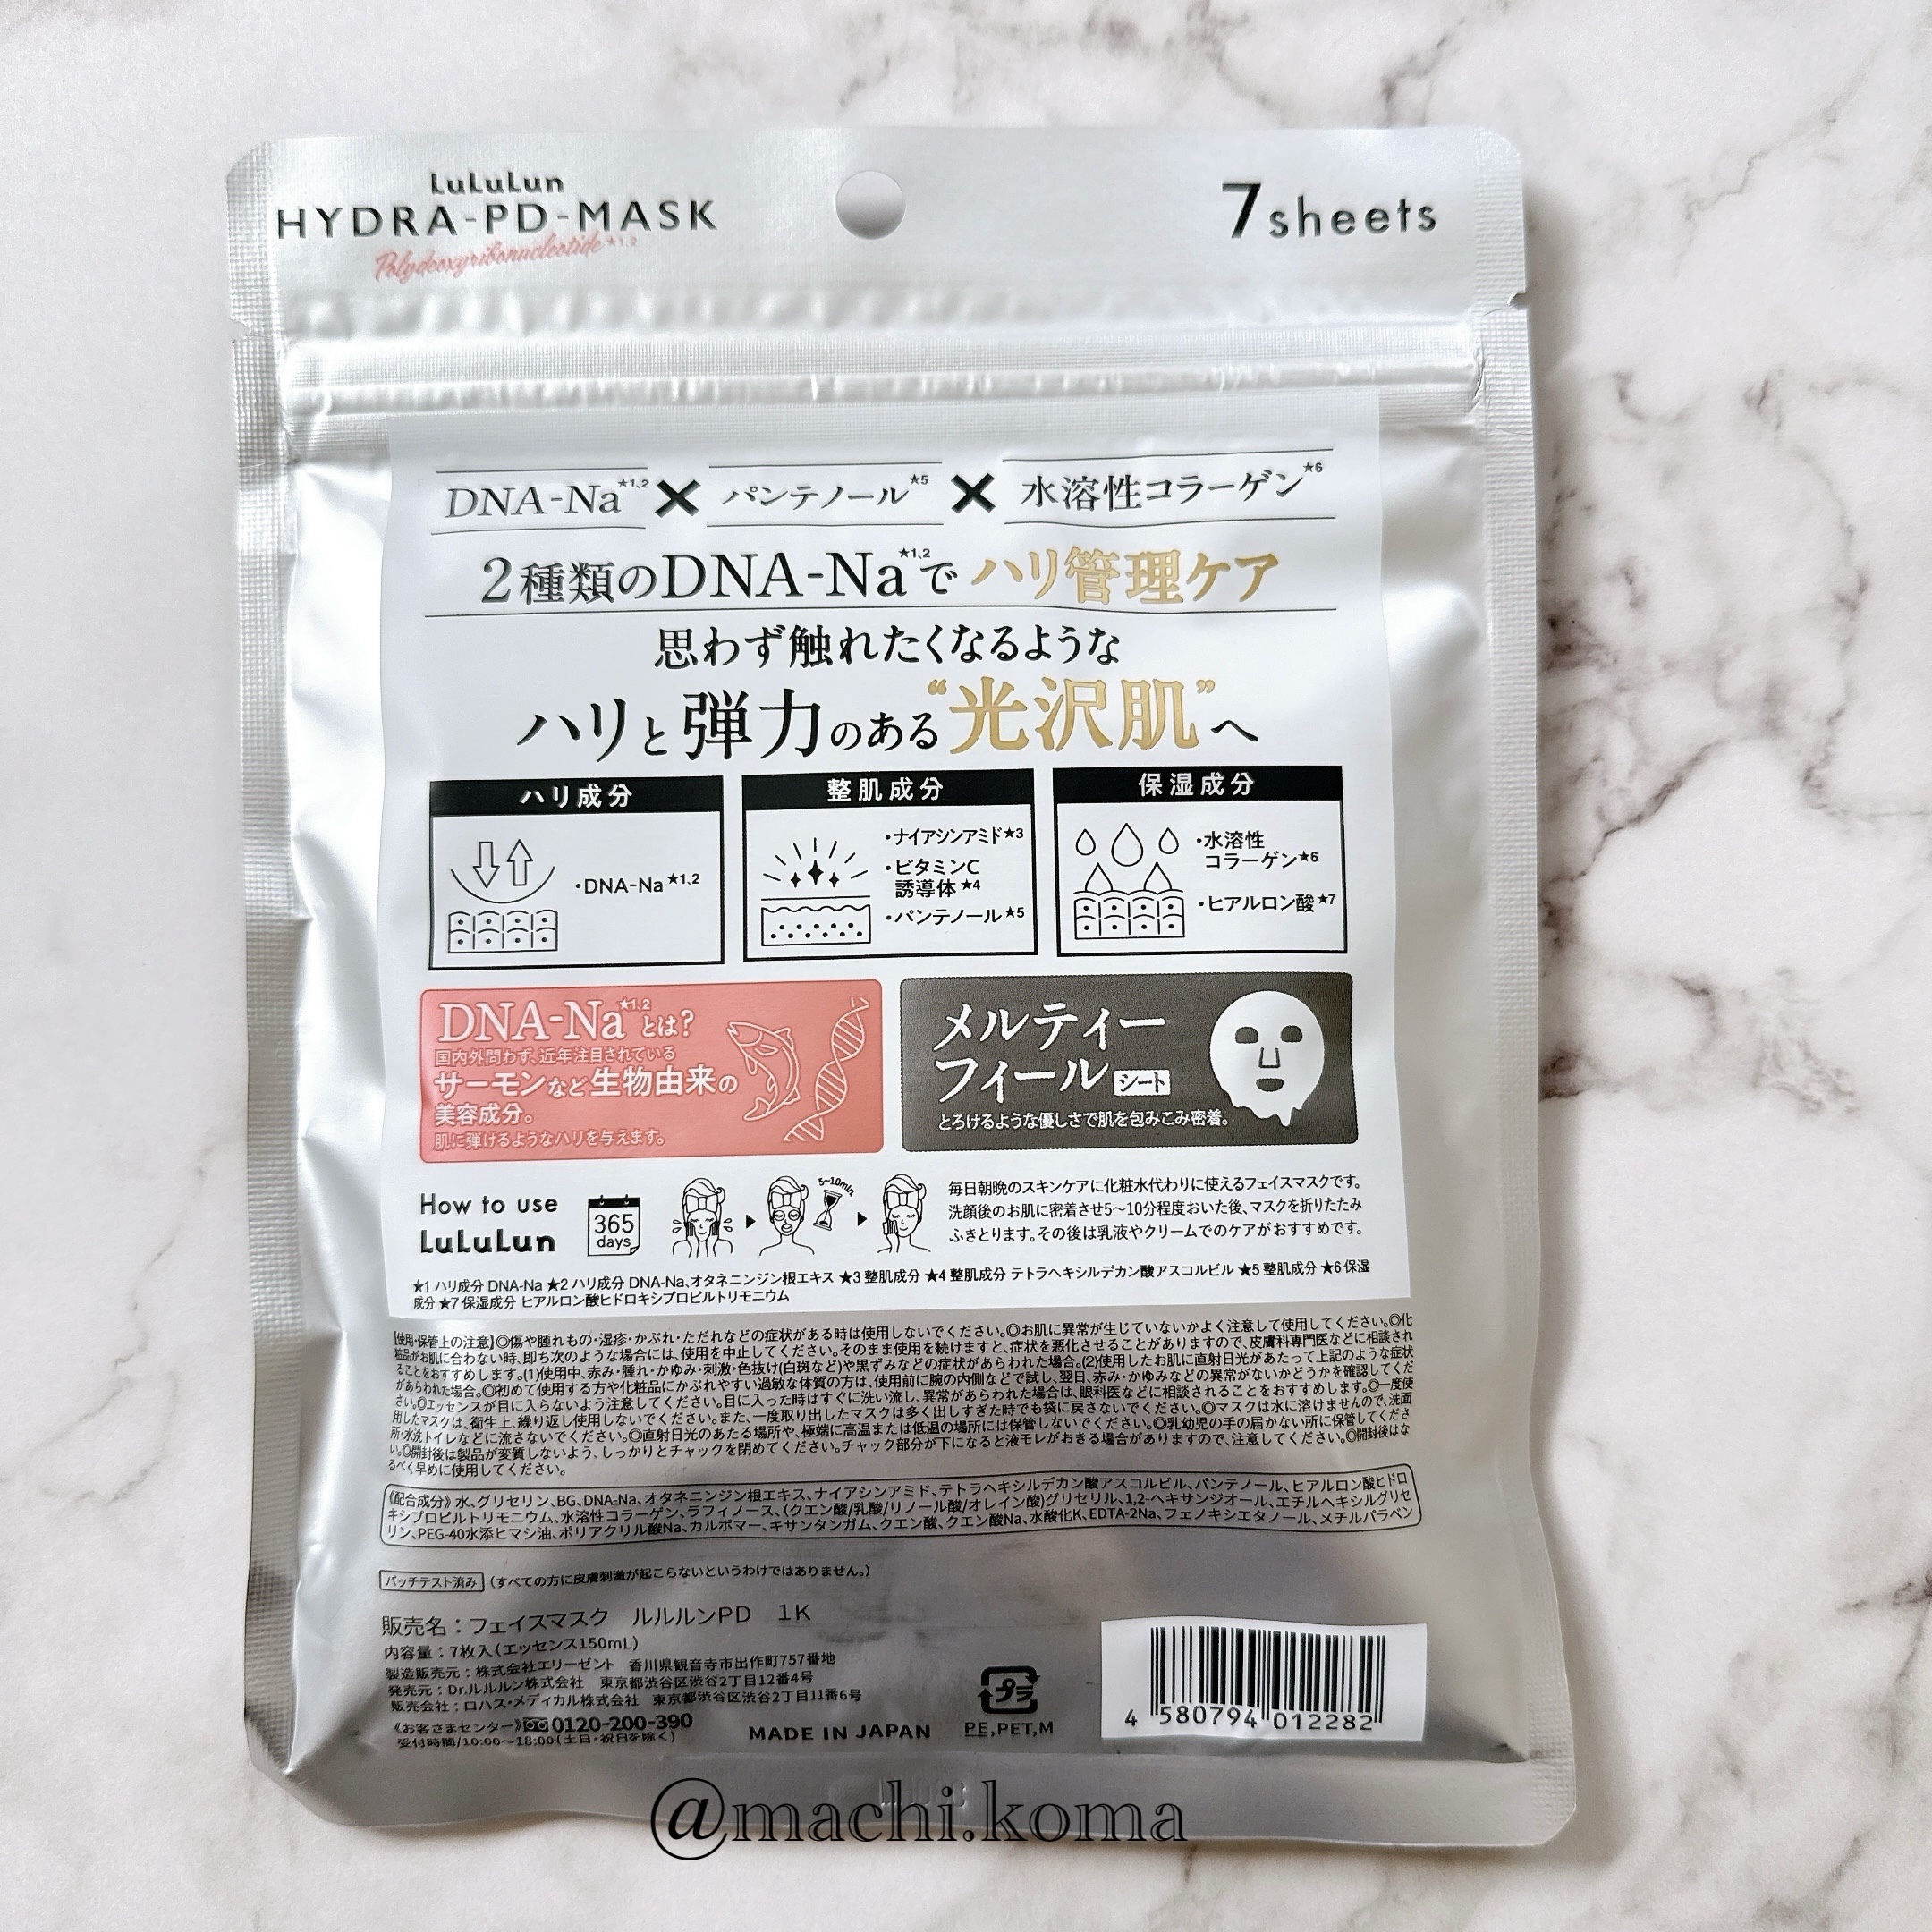 LuLuLun
HYDRA-PD-MASK
Polydeoxyribonucleotide★1,2
7sheets
DNA-Na★1,2 × パンテノール★5 × 水溶性コラーゲン★6
2種類のDNA-Na★1,2で ハリ管理ケア
思わず触れたくなるような
ハリと弾力のある“光沢肌”へ
ハリ成分
・DNA-Na★1,2
整肌成分
・ナイアシンアミド★3
・ビタミンC
誘導体★4
・パンテノール★5
保湿成分
・水溶性
コラーゲン★6
・ヒアルロン酸★7
DNA-Na★1,2とは?
国内外問わず、近年注目されている
サーモンなど生物由来の
美容成分。
肌に弾けるようなハリを与えます。
メルティー
フィール シート
とろけるような優しさで肌を包みこみ密着。
How to use
LuLuLun
365
days
5~10min.
毎日朝晩のスキンケアに化粧水代わりに使えるフェイスマスクです。
洗顔後のお肌に密着させ5~10分程度おいた後、マスクを折りたたみ
ふきとります。その後は乳液やクリームでのケアがおすすめです。
★1 ハリ成分 DNA-Na ★2 ハリ成分 DNA-Na、オタネニンジン根エキス ★3 整肌成分 ★4 整肌成分 テトラヘキシルデカン酸アスコルビル ★5 整肌成分 ★6 保湿
成分 ★7 保湿成分 ヒアルロン酸ヒドロキシプロピルトリモニウム
【使用・保管上の注意】◎傷や腫れもの・湿疹・かぶれ・ただれなどの症状がある時は使用しないでください。◎お肌に異常が生じていないかよく注意して使用してください。◎化
粧品がお肌に合わない時、即ち次のような場合には、使用を中止してください。そのまま使用を続けますと、症状を悪化させることがありますので、皮膚科専門医などに相談され
ることをおすすめします。(1)使用中、赤み・腫れ・かゆみ・刺激・色抜け(白斑など)や黒ずみなどの症状があらわれた場合。(2)使用したお肌に直射日光があたって上記のような症状
があらわれた場合。◎初めて使用する方や化粧品にかぶれやすい過敏な体質の方は、使用前に腕の内側などで試し、翌日、赤み・かゆみなどの異常がないかどうかを確認してくだ
さい。◎エッセンスが目に入らないよう注意してください。目に入った時はすぐに洗い流し、異常があらわれた場合は、眼科医などに相談されることをおすすめします。◎一度使
用したマスクは、衛生上、繰り返し使用しないでください。また、一度取り出したマスクは多く出しすぎた時でも袋に戻さないでください。◎マスクは水に溶けませんので、洗面
所・水洗トイレなどに流さないでください。◎直射日光のあたる場所や、極端に高温または低温の場所には保管しないでください。◎乳幼児の手の届かない所に保管してくださ
い。◎開封後は製品が変質しないよう、しっかりとチャックを閉めてください。チャック部分が下になると液モレがおきる場合がありますので、注意してください。◎開封後はな
るべく早めに使用してください。
《配合成分》水、グリセリン、BG、DNA-Na、オタネニンジン根エキス、ナイアシンアミド、テトラヘキシルデカン酸アスコルビル、パンテノール、ヒアルロン酸ヒドロ
キシプロピルトリモニウム、水溶性コラーゲン、ラフィノース、(クエン酸/乳酸/リノール酸/オレイン酸)グリセリル、1,2-ヘキサンジオール、エチルヘキシルグリセ
リン、PEG-40水添ヒマシ油、ポリアクリル酸Na、カルボマー、キサンタンガム、クエン酸、クエン酸Na、水酸化K、EDTA-2Na、フェノキシエタノール、メチルパラベン
パッチテスト済み (すべての方に皮膚刺激が起こらないというわけではありません。)
販売名:フェイスマスク ルルルンPD 1K
内容量:7枚入(エッセンス150mL)
製造販売元:株式会社エリーゼント 香川県観音寺市出作町757番地
発売元:Dr.ルルルン株式会社 東京都渋谷区渋谷2丁目12番4号
販売会社:ロハス・メディカル株式会社 東京都渋谷区渋谷2丁目11番6号
《お客さまセンター》0120-200-390
受付時間/10:00~18:00(土日・祝日を除く)
MADE IN JAPAN
プラ
PE,PET,M
4 580794 012282
@machi.koma